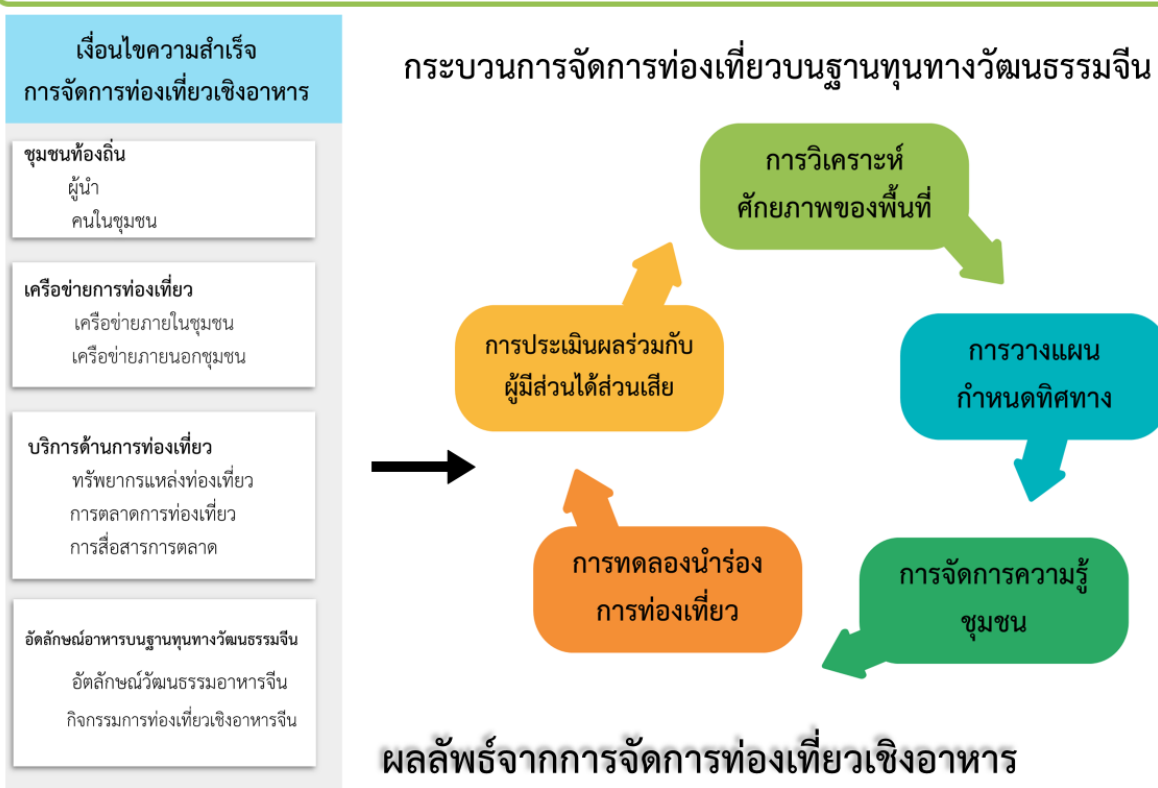 เงื่อนไขความสำเร็จ
การจัดการท่องเที่ยวเชิงอาหาร
ชุมชนท้องถิ่น
ผู้นำ
คนในชุมชน
เครือข่ายการท่องเที่ยว
เครือข่ายภายในชุมชน
เครือข่ายภายนอกชุมชน
บริการด้านการท่องเที่ยว
ทรัพยากรแหล่งท่องเที่ยว
การตลาดการท่องเที่ยว
การสื่อสารการตลาด
อัตลักษณ์อาหารบนฐานทุนทางวัฒนธรรมจีน
อัตลักษณ์วัฒนธรรมอาหารจีน
กิจกรรมการท่องเที่ยวเชิงอาหารจีน
กระบวนการจัดการท่องเที่ยวบนฐานทุนทางวัฒนธรรมจีน
การวิเคราะห์
ศักยภาพของพื้นที่
การวางแผน
กำหนดทิศทาง
การจัดการความรู้
ชุมชน
การทดลองนำร่อง
การท่องเที่ยว
การประเมินผลร่วมกับ
ผู้มีส่วนได้ส่วนเสีย
ผลลัพธ์จากการจัดการท่องเที่ยวเชิงอาหาร